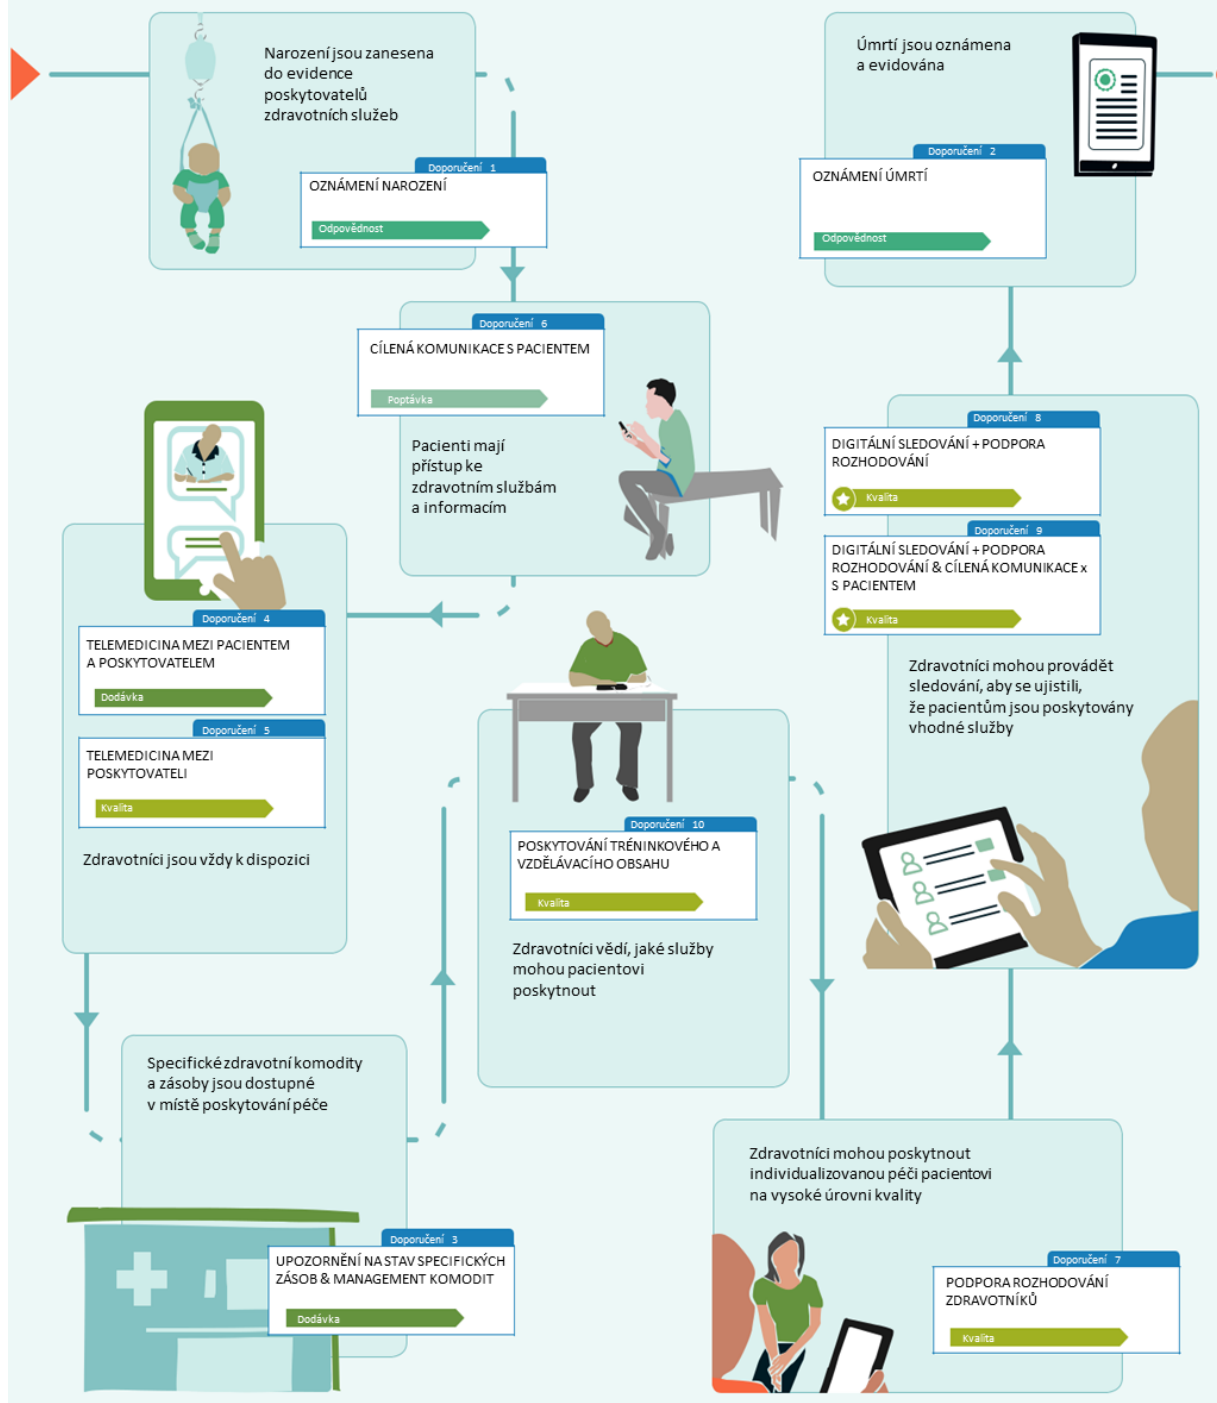 Narození jsou zanesena
do evidence
poskytovatelů
zdravotních služeb
Doporučení 1
OZNÁMENÍ NAROZENÍ
Odpovědnost
Doporučení 6
CÍLENÁ KOMUNIKACE S PACIENTEM
Poptávka
Pacienti mají
přístup ke
zdravotním službám
a informacím
Doporučení 4
TELEMEDICINA MEZI PACIENTEM
A POSKYTOVATELEM
Dodávka
Doporučení 5
TELEMEDICINA MEZI
POSKYTOVATELI
Kvalita
Zdravotníci jsou vždy k dispozici
Specifické zdravotní komodity
a zásoby jsou dostupné
v místě poskytování péče
Doporučení 3
UPOZORNĚNÍ NA STAV SPECIFICKÝCH
ZÁSOB & MANAGEMENT KOMODIT
Dodávka
Doporučení 10
POSKYTOVÁNÍ TRÉNINKOVÉHO A
VZDĚLÁVACÍHO OBSAHU
Kvalita
Zdravotníci vědí, jaké služby
mohou pacientovi
poskytnout
Zdravotníci mohou poskytnout
individualizovanou péči pacientovi
na vysoké úrovni kvality
Doporučení 7
PODPORA ROZHODOVÁNÍ
ZDRAVOTNÍKŮ
Kvalita
Doporučení 8
DIGITÁLNÍ SLEDOVÁNÍ + PODPORA
ROZHODOVÁNÍ
Kvalita
Doporučení 9
DIGITÁLNÍ SLEDOVÁNÍ + PODPORA
ROZHODOVÁNÍ & CÍLENÁ KOMUNIKACE x
S PACIENTEM
Kvalita
Zdravotníci mohou provádět
sledování, aby se ujistili,
že pacientům jsou poskytovány
vhodné služby
Úmrtí jsou oznámena
a evidována
Doporučení 2
OZNÁMENÍ ÚMRTÍ
Odpovědnost